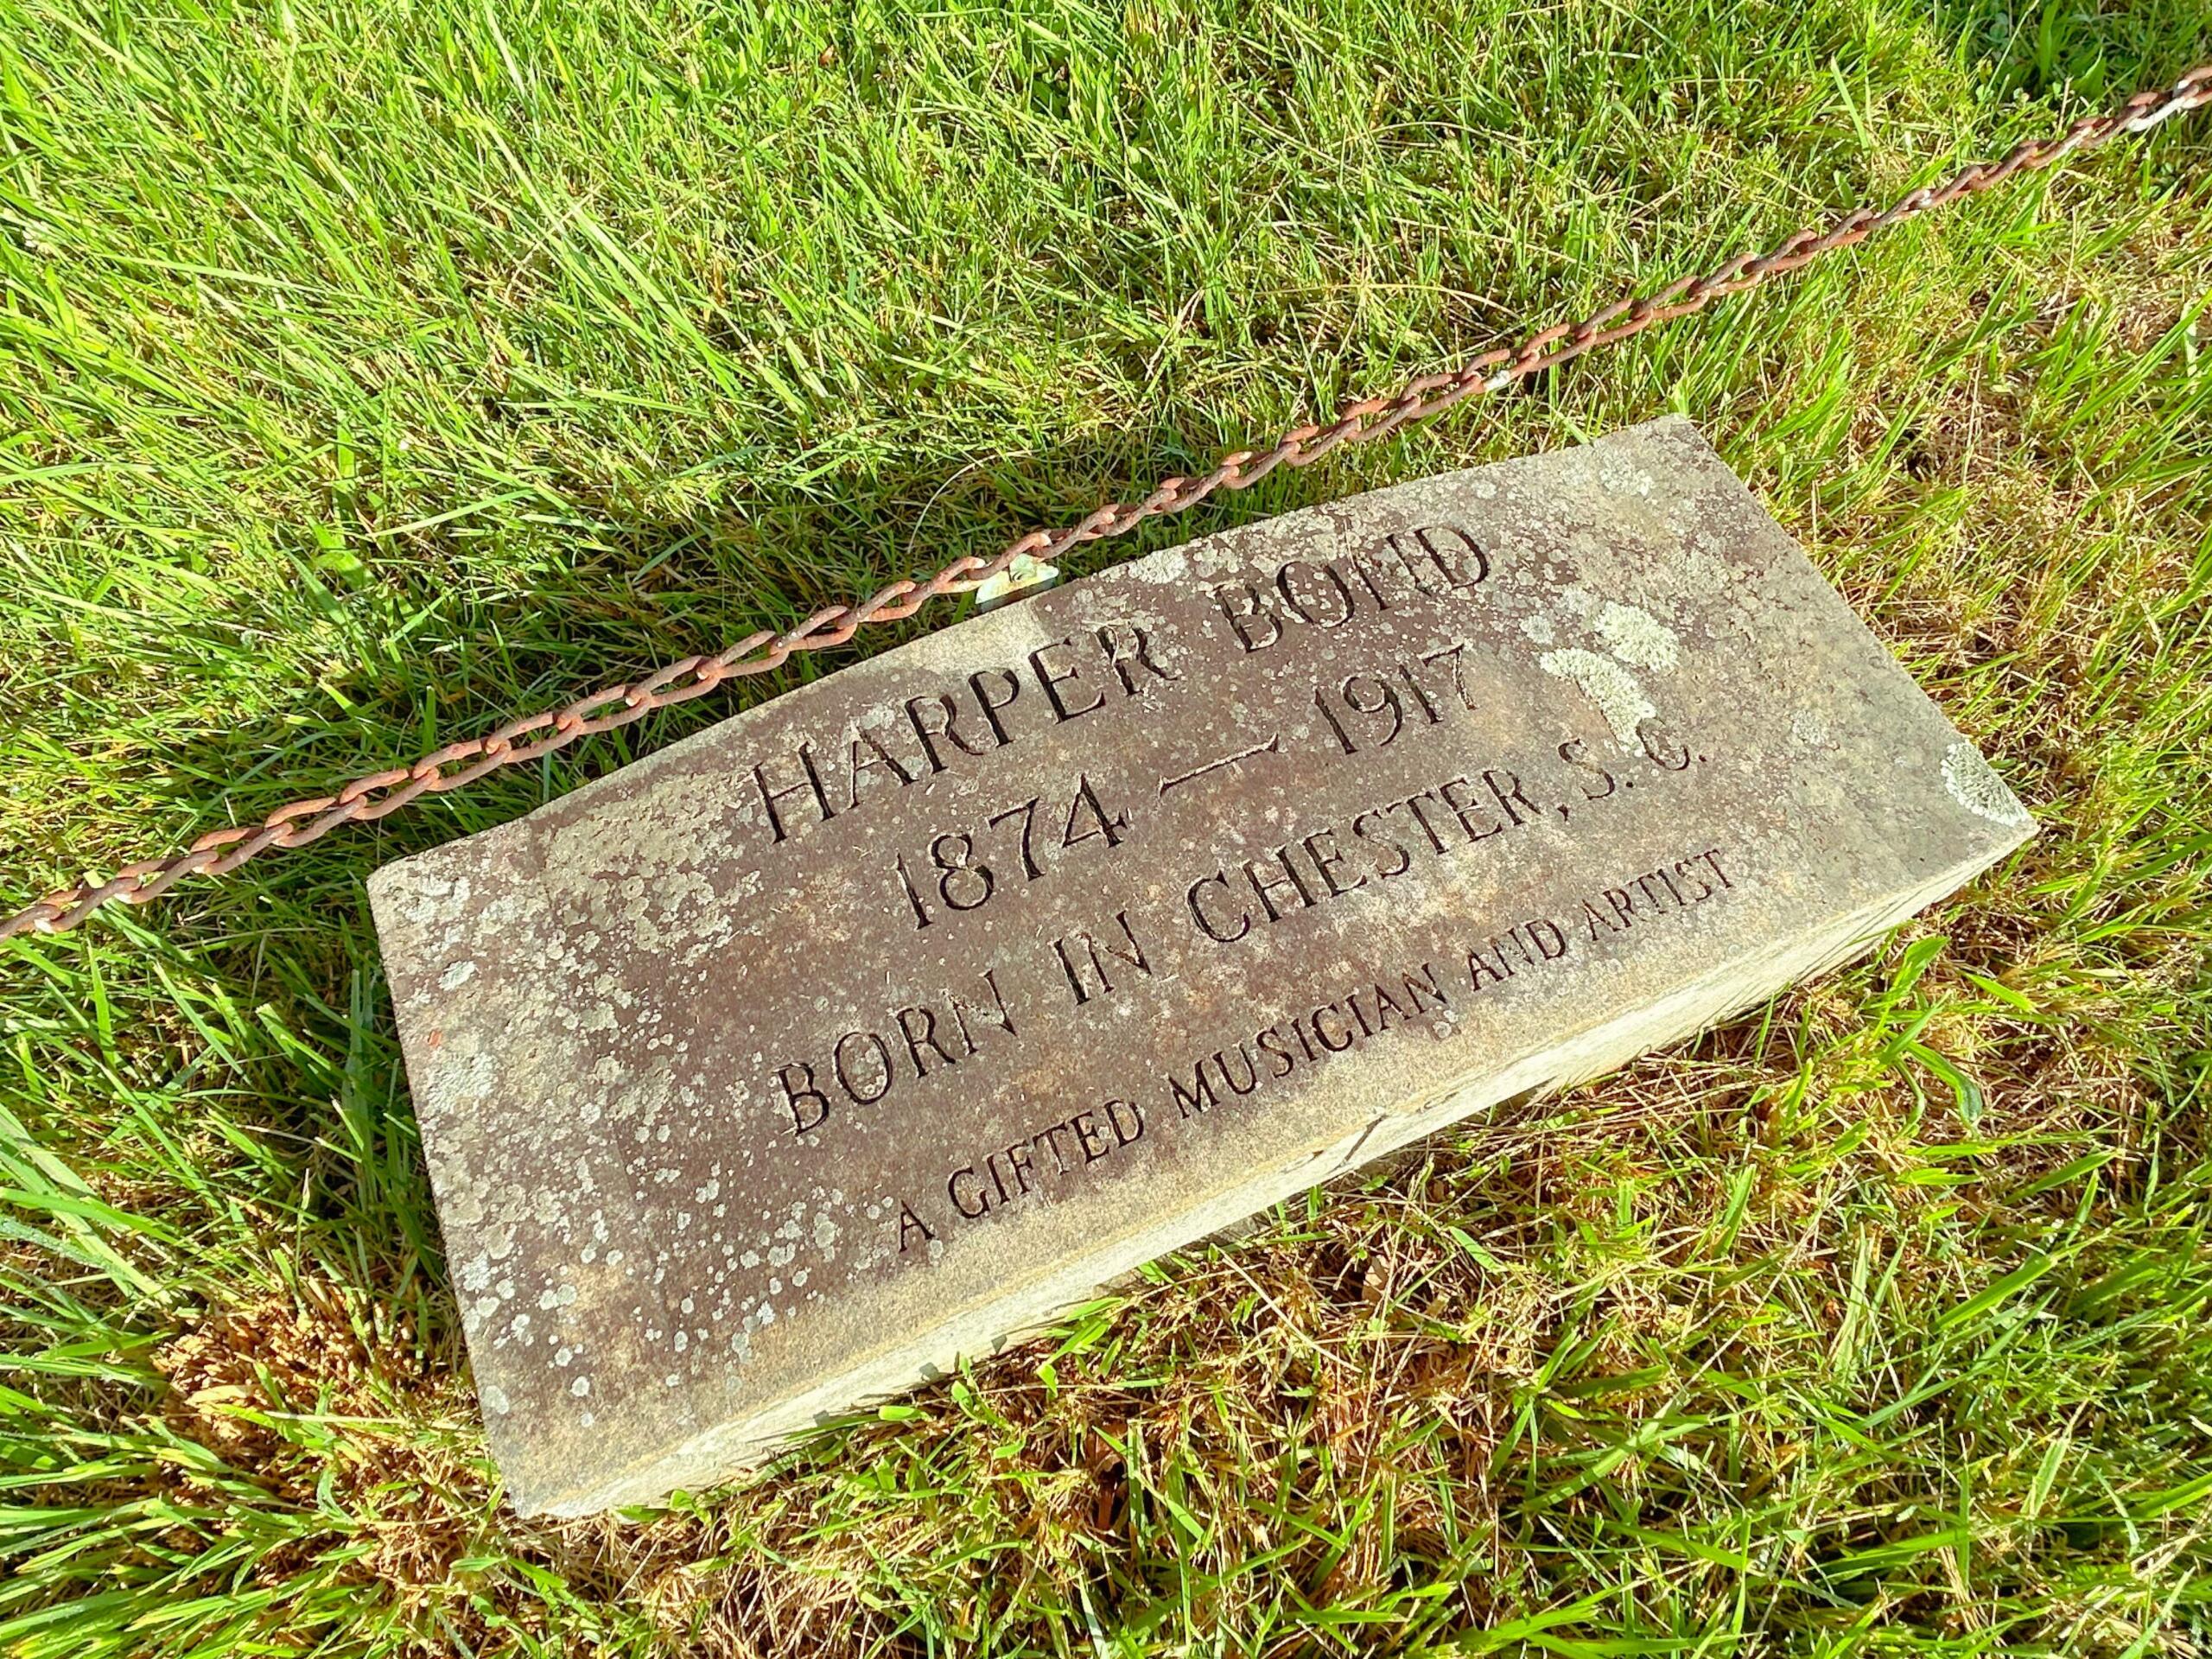 HARPER BOND
1874 — 1917
BORN IN CHESTER, S. C.
A GIFTED MUSICIAN AND ARTIST